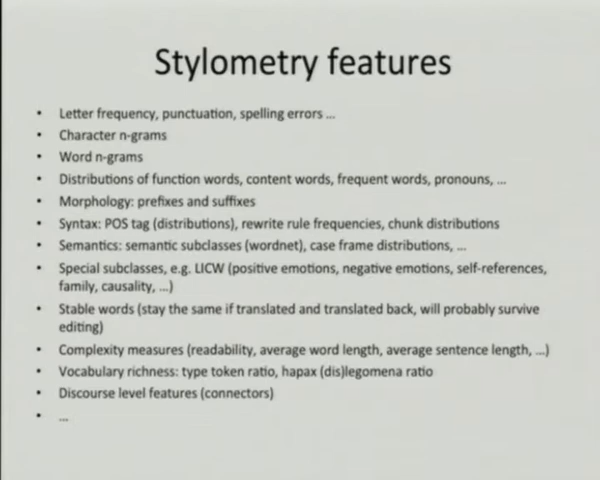 Stylometry features
• Letter frequency, punctuation, spelling errors ...
• Character n-grams
• Word n-grams
• Distributions of function words, content words, frequent words, pronouns, ...
• Morphology: prefixes and suffixes
• Syntax: POS tag (distributions), rewrite rule frequencies, chunk distributions
• Semantics: semantic subclasses (wordnet), case frame distributions, ...
• Special subclasses, e.g. LICW (positive emotions, negative emotions, self-references,
family, causality, ...)
• Stable words (stay the same if translated and translated back, will probably survive
editing)
• Complexity measures (readability, average word length, average sentence length, ...)
• Vocabulary richness: type token ratio, hapax (dis)legomena ratio
• Discourse level features (connectors)
• ...